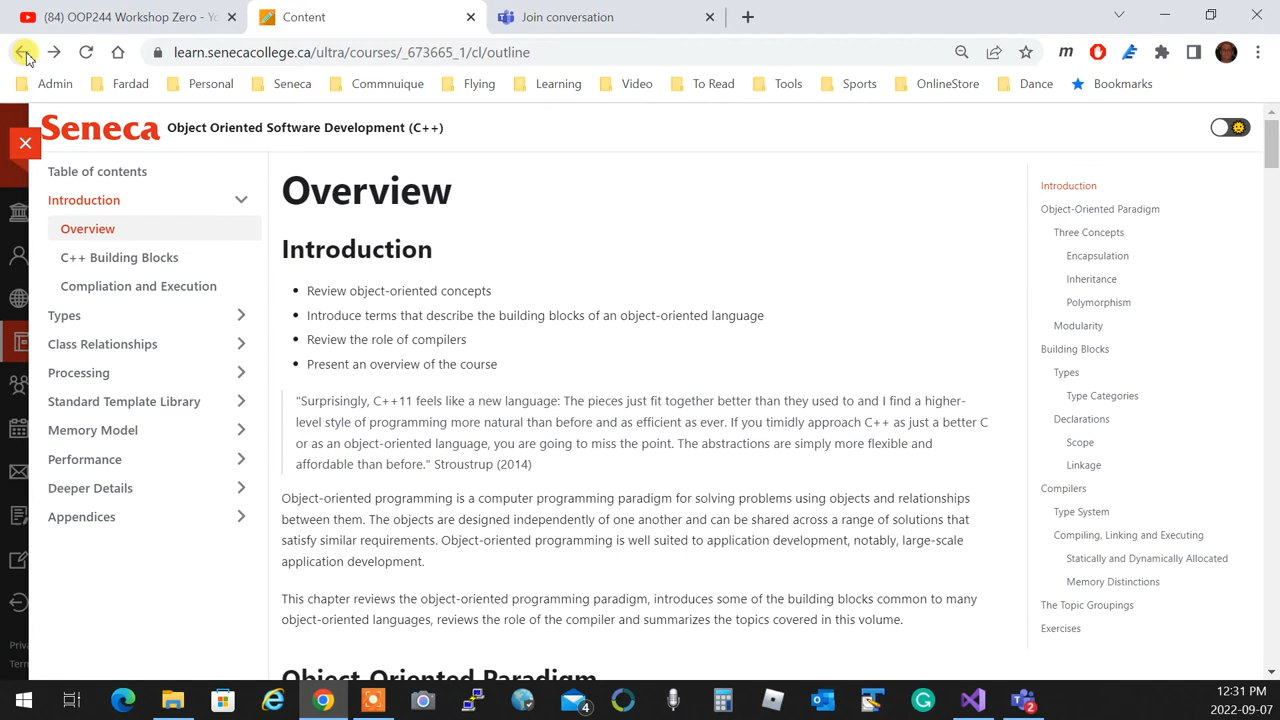 (84) OOP244 Workshop Zero - Yo
Content
Join conversation
learn.senecacollege.ca/ultra/courses/_673665_1/cl/outline
Admin
Fardad
Personal
Seneca
Commnuique
Flying
Learning
Video
To Read
Tools
Sports
OnlineStore
Dance
Bookmarks
Seneca
Object Oriented Software Development (C++)
Table of contents
Introduction
Overview
C++ Building Blocks
Compliation and Execution
Types
Class Relationships
Processing
Standard Template Library
Memory Model
Performance
Deeper Details
Appendices
Priva
Term
Overview
Introduction
Review object-oriented concepts
Introduce terms that describe the building blocks of an object-oriented language
Review the role of compilers
Present an overview of the course
"Surprisingly, C++11 feels like a new language: The pieces just fit together better than they used to and I find a higher-
level style of programming more natural than before and as efficient as ever. If you timidly approach C++ as just a better C
or as an object-oriented language, you are going to miss the point. The abstractions are simply more flexible and
affordable than before." Stroustrup (2014)
Object-oriented programming is a computer programming paradigm for solving problems using objects and relationships
between them. The objects are designed independently of one another and can be shared across a range of solutions that
satisfy similar requirements. Object-oriented programming is well suited to application development, notably, large-scale
application development.
This chapter reviews the object-oriented programming paradigm, introduces some of the building blocks common to many
object-oriented languages, reviews the role of the compiler and summarizes the topics covered in this volume.
Object-Oriented Paradigm
Introduction
Object-Oriented Paradigm
Three Concepts
Encapsulation
Inheritance
Polymorphism
Modularity
Building Blocks
Types
Type Categories
Declarations
Scope
Linkage
Compilers
Type System
Compiling, Linking and Executing
Statically and Dynamically Allocated
Memory Distinctions
The Topic Groupings
Exercises
4
2
12:31 PM
2022-09-07